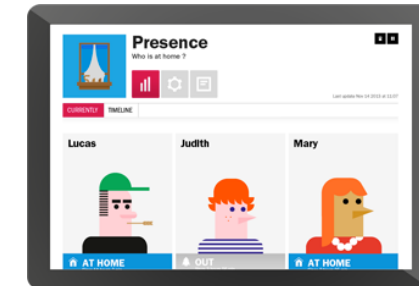 Presence
Who is at home ?
Last update Nov 14 2015 at 11:07
CURRENTLY TIMELINE
Lucas
Judith
Mary
AT HOME
OUT
AT HOME